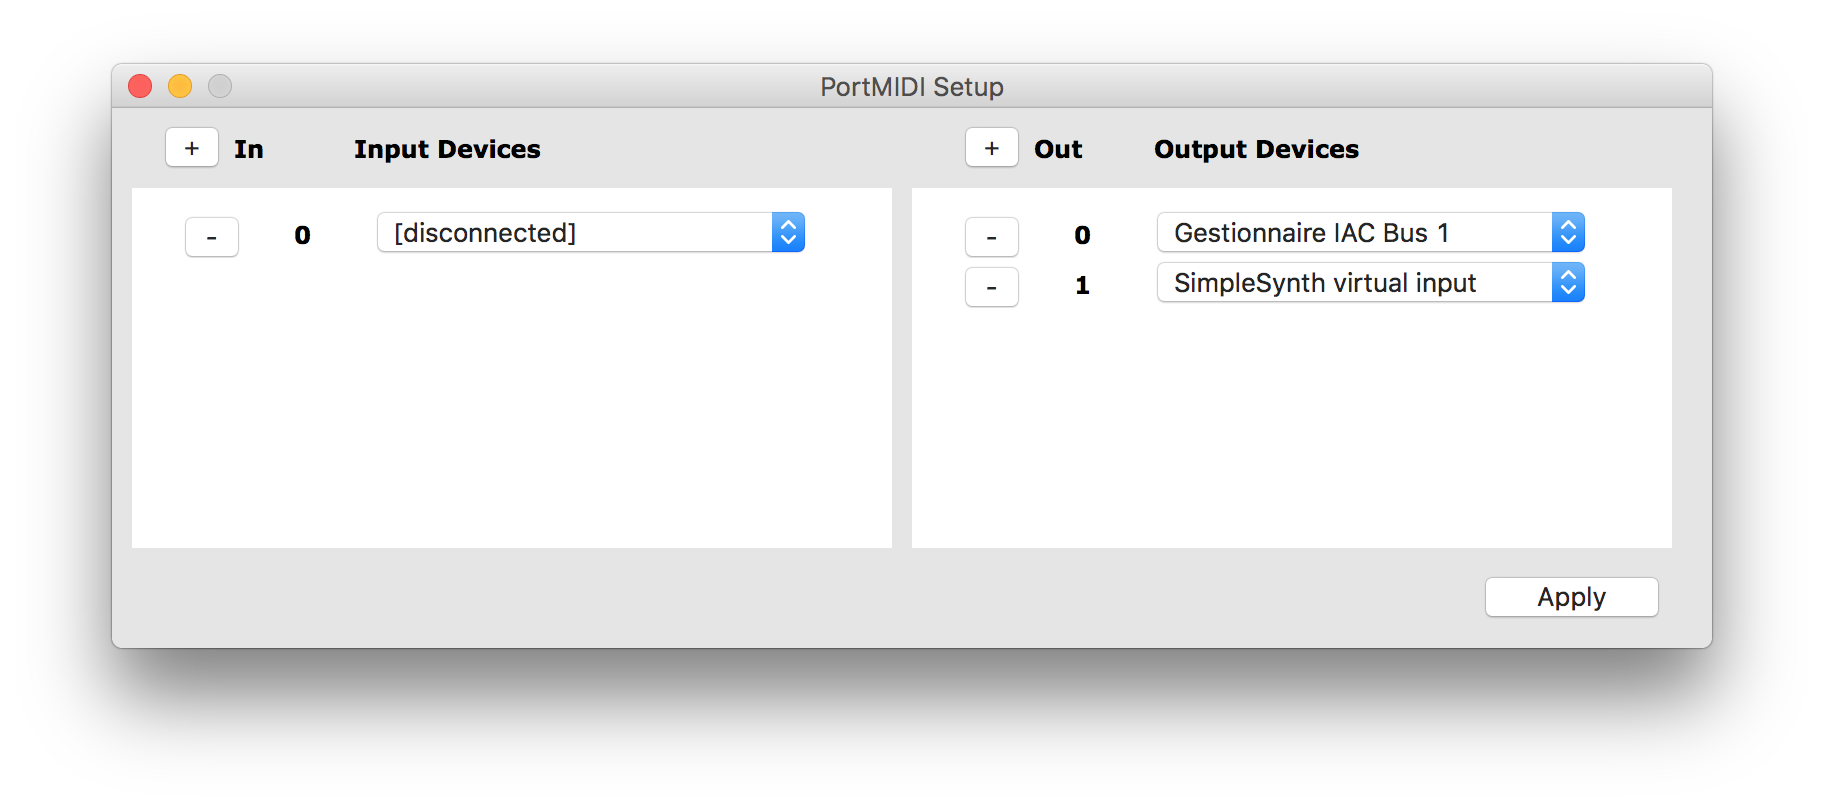 PortMIDI Setup
+ In Input Devices
- 0 [disconnected]
+ Out Output Devices
- 0 Gestionnaire IAC Bus 1
- 1 SimpleSynth virtual input
Apply